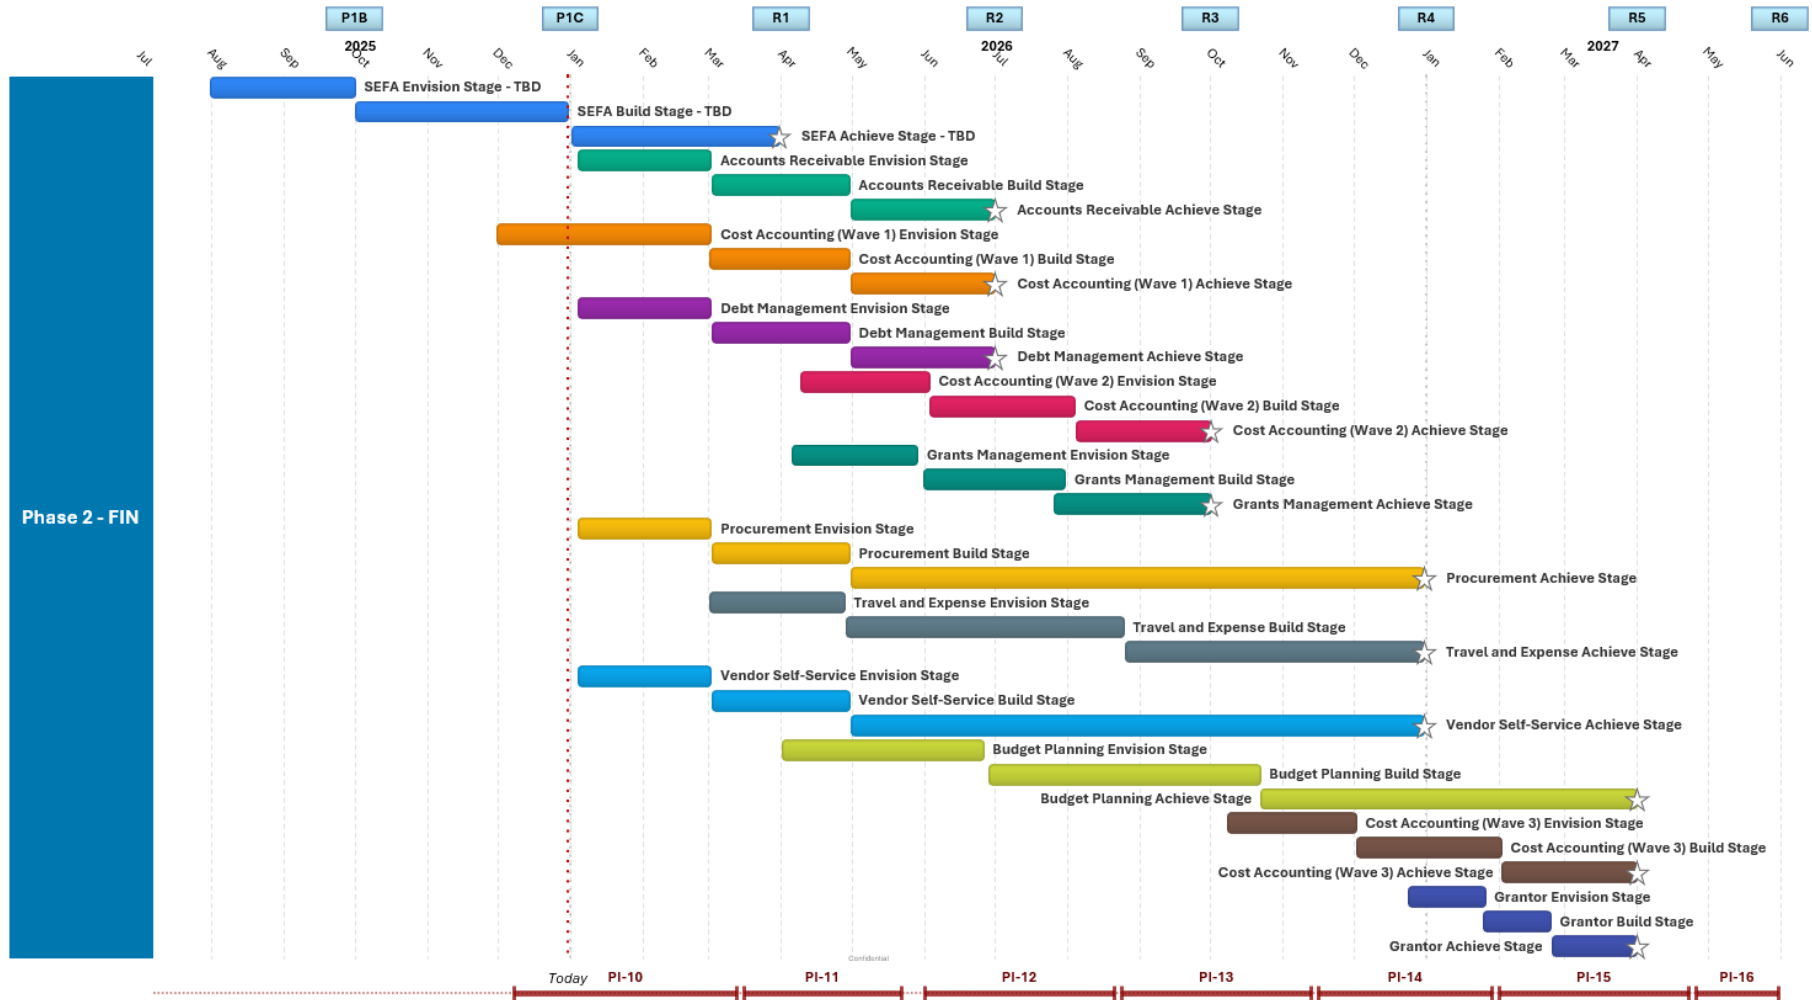 P1B P1C R1 R2 R3 R4 R5 R6
2025 2026 2027
Jul Aug Sep Oct Nov Dec Jan Feb Mar Apr May Jun Jul Aug Sep Oct Nov Dec Jan Feb Mar Apr May Jun
SEFA Envision Stage - TBD
SEFA Build Stage - TBD
SEFA Achieve Stage - TBD
Accounts Receivable Envision Stage
Accounts Receivable Build Stage
Accounts Receivable Achieve Stage
Cost Accounting (Wave 1) Envision Stage
Cost Accounting (Wave 1) Build Stage
Cost Accounting (Wave 1) Achieve Stage
Debt Management Envision Stage
Debt Management Build Stage
Debt Management Achieve Stage
Cost Accounting (Wave 2) Envision Stage
Cost Accounting (Wave 2) Build Stage
Cost Accounting (Wave 2) Achieve Stage
Grants Management Envision Stage
Grants Management Build Stage
Grants Management Achieve Stage
Phase 2 - FIN
Procurement Envision Stage
Procurement Build Stage
Procurement Achieve Stage
Travel and Expense Envision Stage
Travel and Expense Build Stage
Travel and Expense Achieve Stage
Vendor Self-Service Envision Stage
Vendor Self-Service Build Stage
Vendor Self-Service Achieve Stage
Budget Planning Envision Stage
Budget Planning Build Stage
Budget Planning Achieve Stage
Cost Accounting (Wave 3) Envision Stage
Cost Accounting (Wave 3) Build Stage
Cost Accounting (Wave 3) Achieve Stage
Grantor Envision Stage
Grantor Build Stage
Grantor Achieve Stage
Confidential
Today PI-10 PI-11 PI-12 PI-13 PI-14 PI-15 PI-16